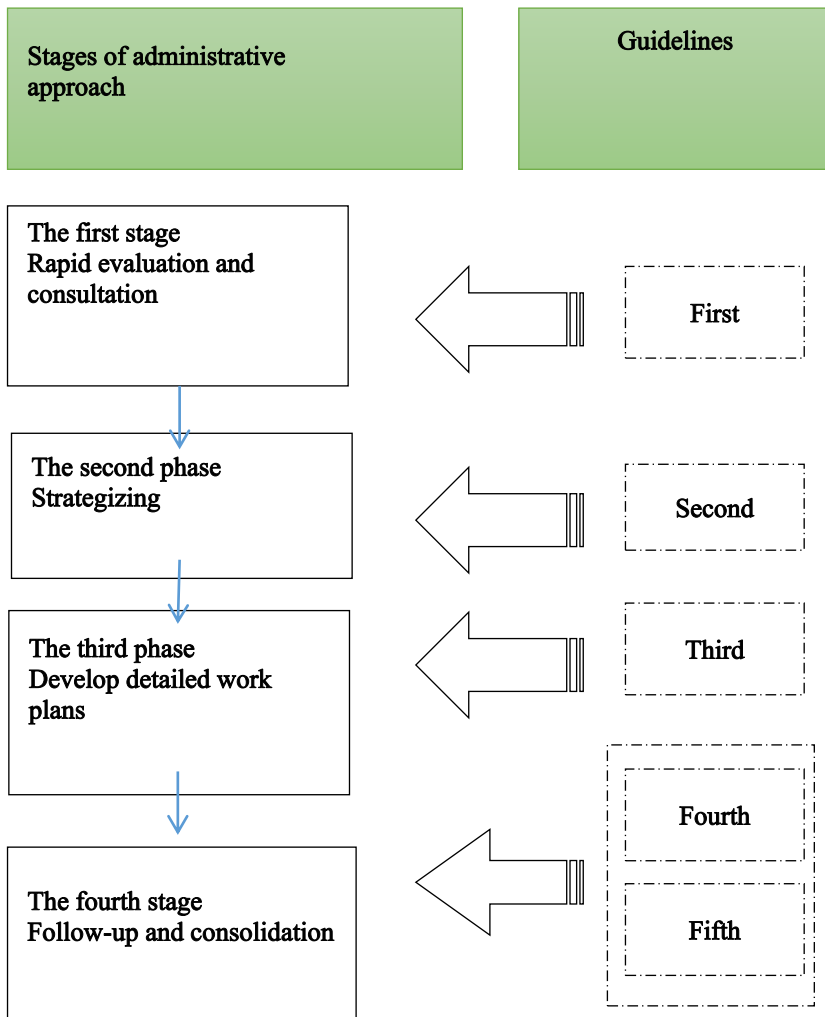 Stages of administrative
approach
Guidelines
The first stage
Rapid evaluation and
consultation
First
The second phase
Strategizing
Second
The third phase
Develop detailed work
plans
Third
Fourth
The fourth stage
Follow-up and consolidation
Fifth